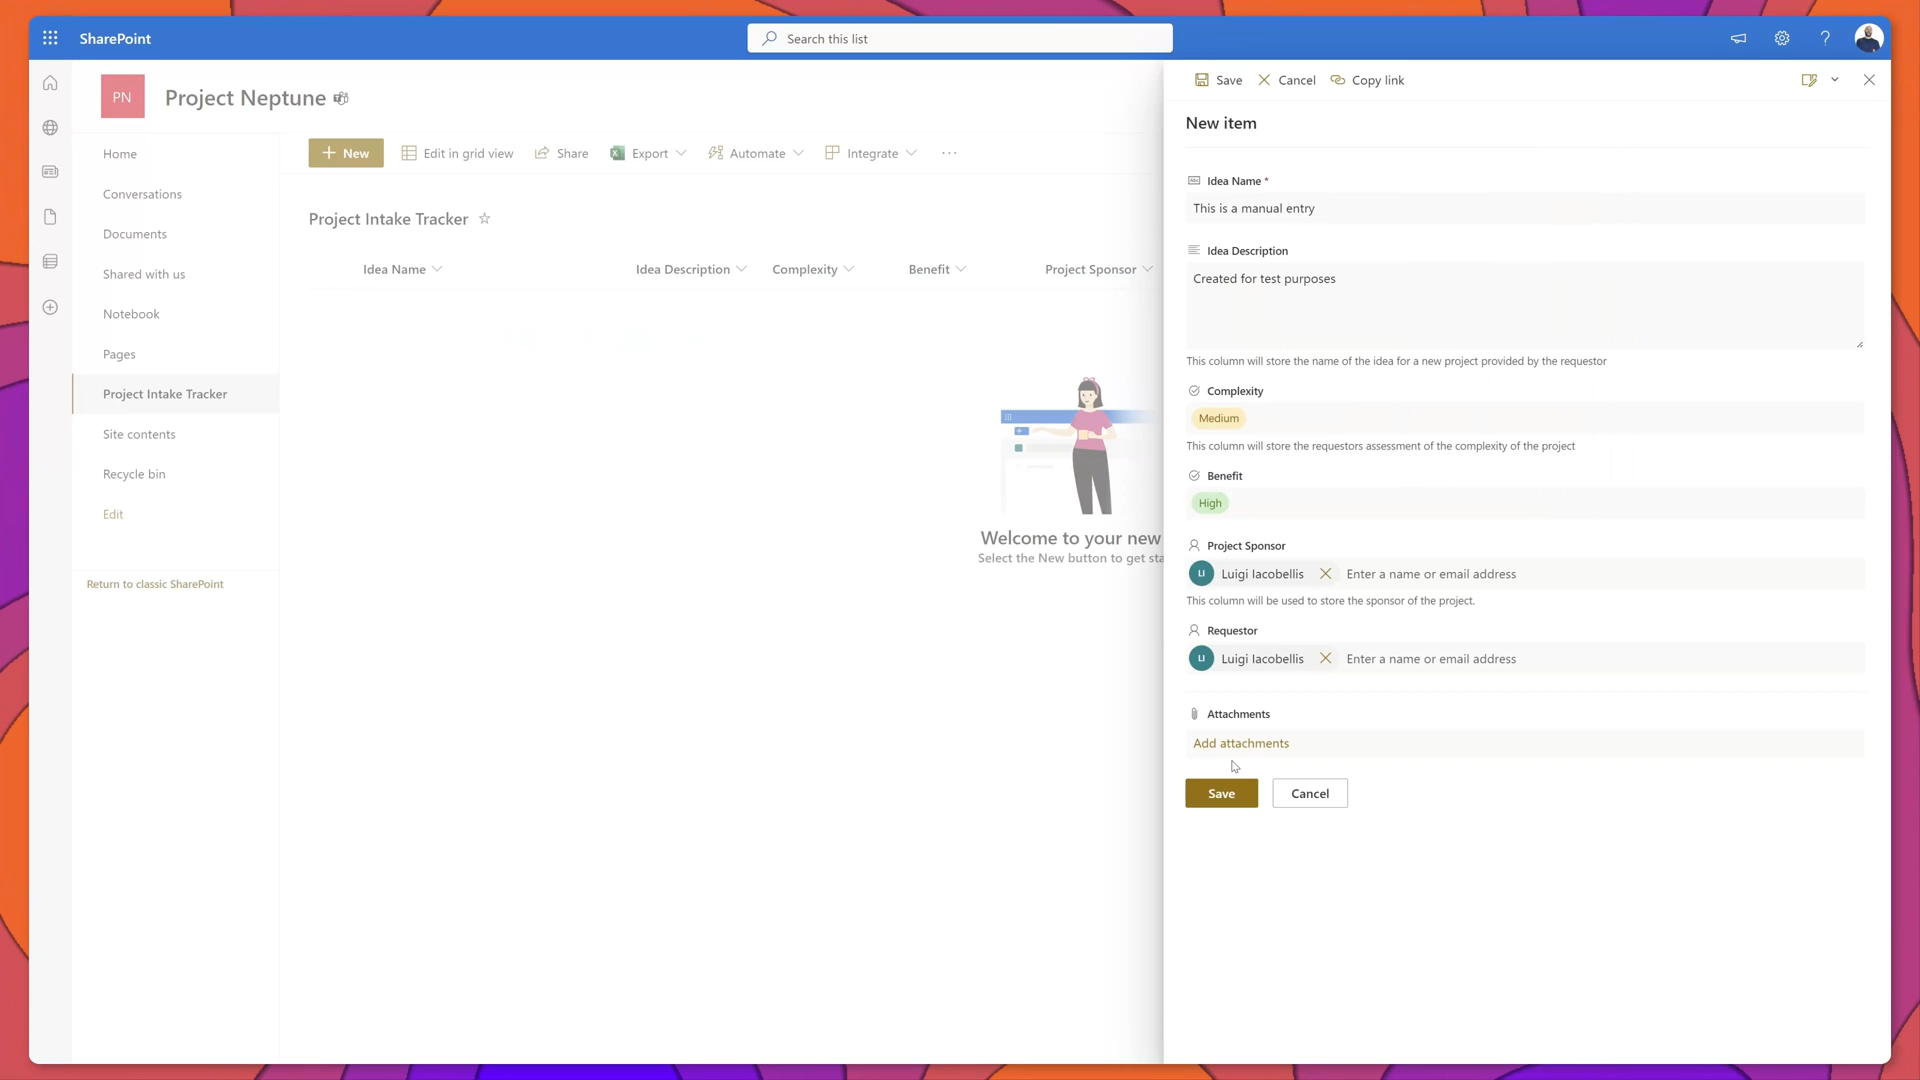 SharePoint
Search this list
PN
Project Neptune
Home
Conversations
Documents
Shared with us
Notebook
Pages
Project Intake Tracker
Site contents
Recycle bin
Edit
Return to classic SharePoint
New
Edit in grid view
Share
Export
Automate
Integrate
Project Intake Tracker
Idea Name
Idea Description
Complexity
Benefit
Project Sponsor
Welcome to your new
Select the New button to get sta
Save
Cancel
Copy link
New item
Idea Name *
This is a manual entry
Idea Description
Created for test purposes
This column will store the name of the idea for a new project provided by the requestor
Complexity
Medium
This column will store the requestors assessment of the complexity of the project
Benefit
High
Project Sponsor
LI Luigi Iacobellis Enter a name or email address
This column will be used to store the sponsor of the project.
Requestor
LI Luigi Iacobellis Enter a name or email address
Attachments
Add attachments
Save
Cancel